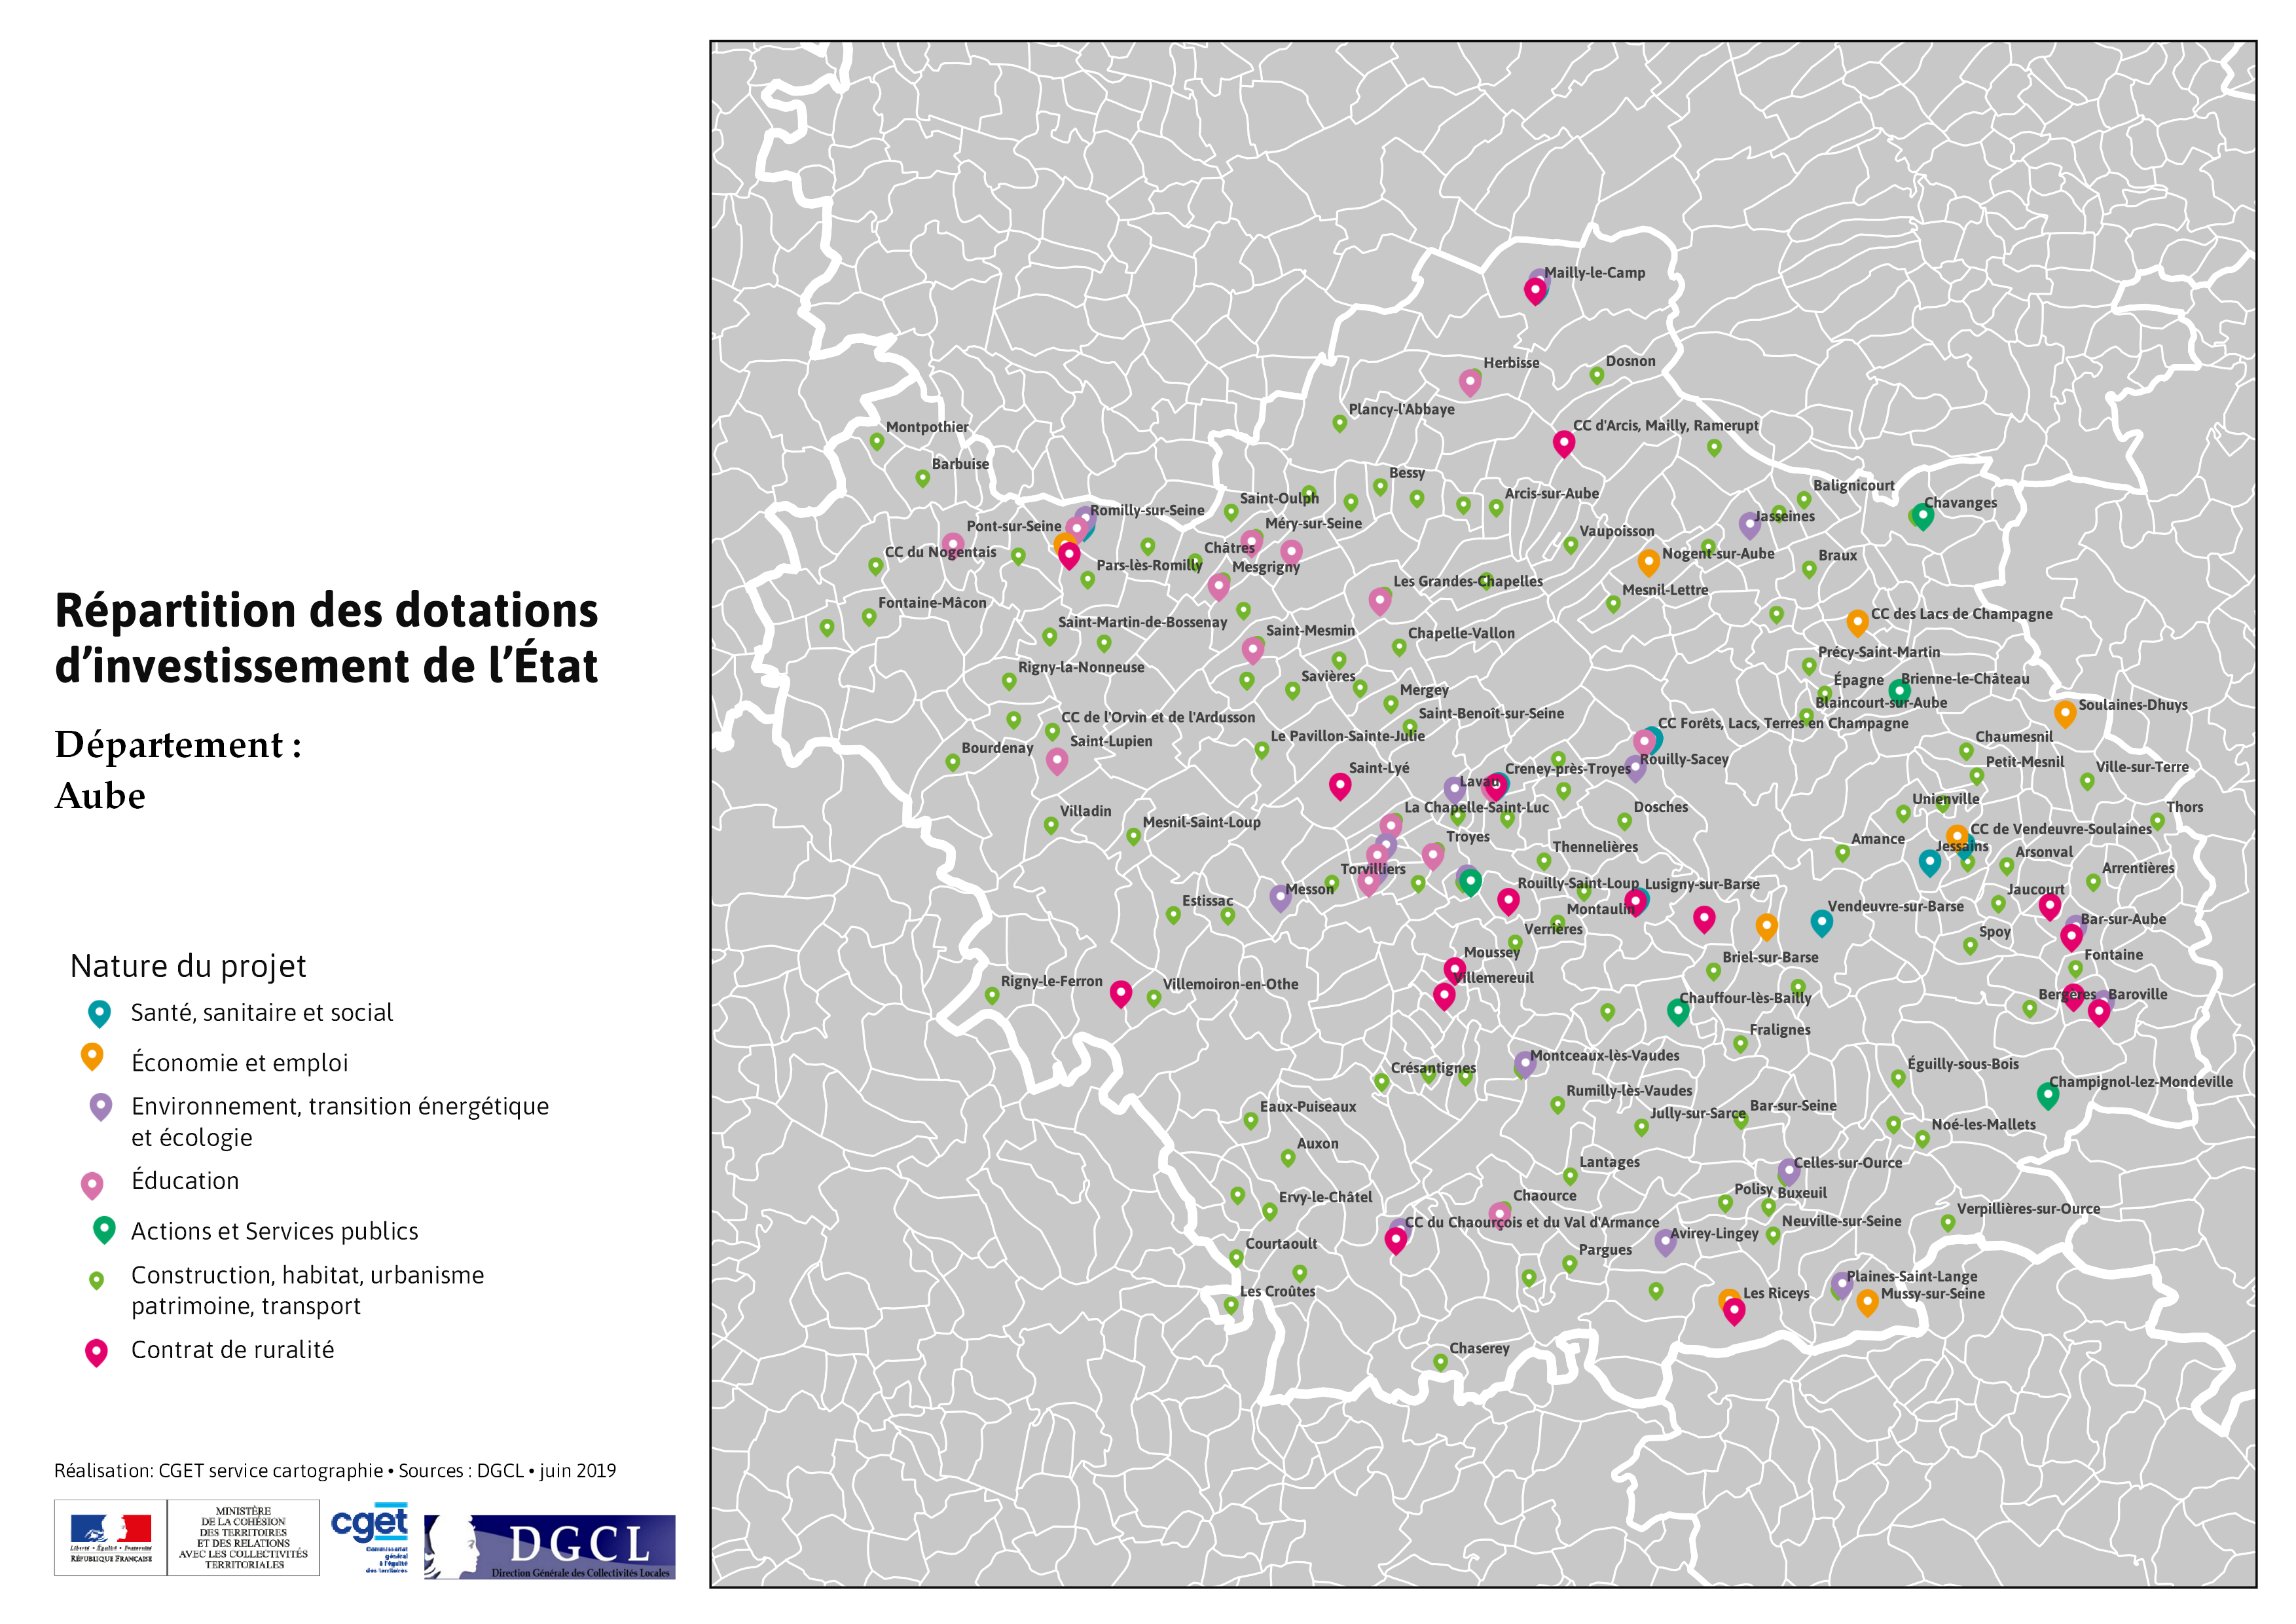 Répartition des dotations
d'investissement de l'État
Département :
Aube
Nature du projet
Santé, sanitaire et social
Économie et emploi
Environnement, transition énergétique
et écologie
Éducation
Actions et Services publics
Construction, habitat, urbanisme
patrimoine, transport
Contrat de ruralité
Réalisation: CGET service cartographie • Sources : DGCL • juin 2019
Liberté • Égalité • Fraternité
RÉPUBLIQUE FRANÇAISE
MINISTÈRE
DE LA COHÉSION
DES TERRITOIRES
ET DES RELATIONS
AVEC LES COLLECTIVITÉS
TERRITORIALES
cget
Commissariat
général
à l'égalité
des territoires
DGCL
Direction Générale des Collectivités Locales
Mailly-le-Camp
Herbisse
Dosnon
Plancy-l'Abbaye
CC d'Arcis, Mailly, Ramerupt
Montpothier
Barbuise
Bessy
Balignicourt
Saint-Oulph
Arcis-sur-Aube
Chavanges
Romilly-sur-Seine
Jasseines
Pont-sur-Seine
Méry-sur-Seine
Vaupoisson
CC du Nogentais
Châtres
Nogent-sur-Aube
Braux
Pars-lès-Romilly
Mesgrigny
Les Grandes-Chapelles
Mesnil-Lettre
Fontaine-Mâcon
CC des Lacs de Champagne
Saint-Martin-de-Bossenay
Saint-Mesmin
Chapelle-Vallon
Précy-Saint-Martin
Rigny-la-Nonneuse
Savières
Épagne
Brienne-le-Château
Mergey
Blaincourt-sur-Aube
Soulaines-Dhuys
CC de l'Orvin et de l'Ardusson
Saint-Benoît-sur-Seine
CC Forêts, Lacs, Terres en Champagne
Saint-Lupien
Le Pavillon-Sainte-Julie
Chaumesnil
Bourdenay
Rouilly-Sacey
Petit-Mesnil
Saint-Lyé
Creney-près-Troyes
Ville-sur-Terre
Lavau
Unienville
La Chapelle-Saint-Luc
Dosches
Thors
Villadin
Mesnil-Saint-Loup
CC de Vendeuvre-Soulaines
Troyes
Amance
Thennelières
Jessains
Arsonval
Torvilliers
Arrentières
Messon
Rouilly-Saint-Loup
Lusigny-sur-Barse
Jaucourt
Estissac
Montaulin
Vendeuvre-sur-Barse
Bar-sur-Aube
Verrières
Spoy
Moussey
Briel-sur-Barse
Fontaine
Rigny-le-Ferron
Villemoiron-en-Othe
Villemereuil
Bergères
Baroville
Chauffour-lès-Bailly
Fralignes
Montceaux-lès-Vaudes
Crésantignes
Éguilly-sous-Bois
Champignol-lez-Mondeville
Rumilly-lès-Vaudes
Eaux-Puiseaux
Jully-sur-Sarce
Bar-sur-Seine
Noé-les-Mallets
Auxon
Lantages
Celles-sur-Ource
Ervy-le-Châtel
Chaource
Polisy
Buxeuil
Verpillières-sur-Ource
CC du Chaourçois et du Val d'Armance
Neuville-sur-Seine
Avirey-Lingey
Courtaoult
Pargues
Plaines-Saint-Lange
Les Croûtes
Les Riceys
Mussy-sur-Seine
Chaserey